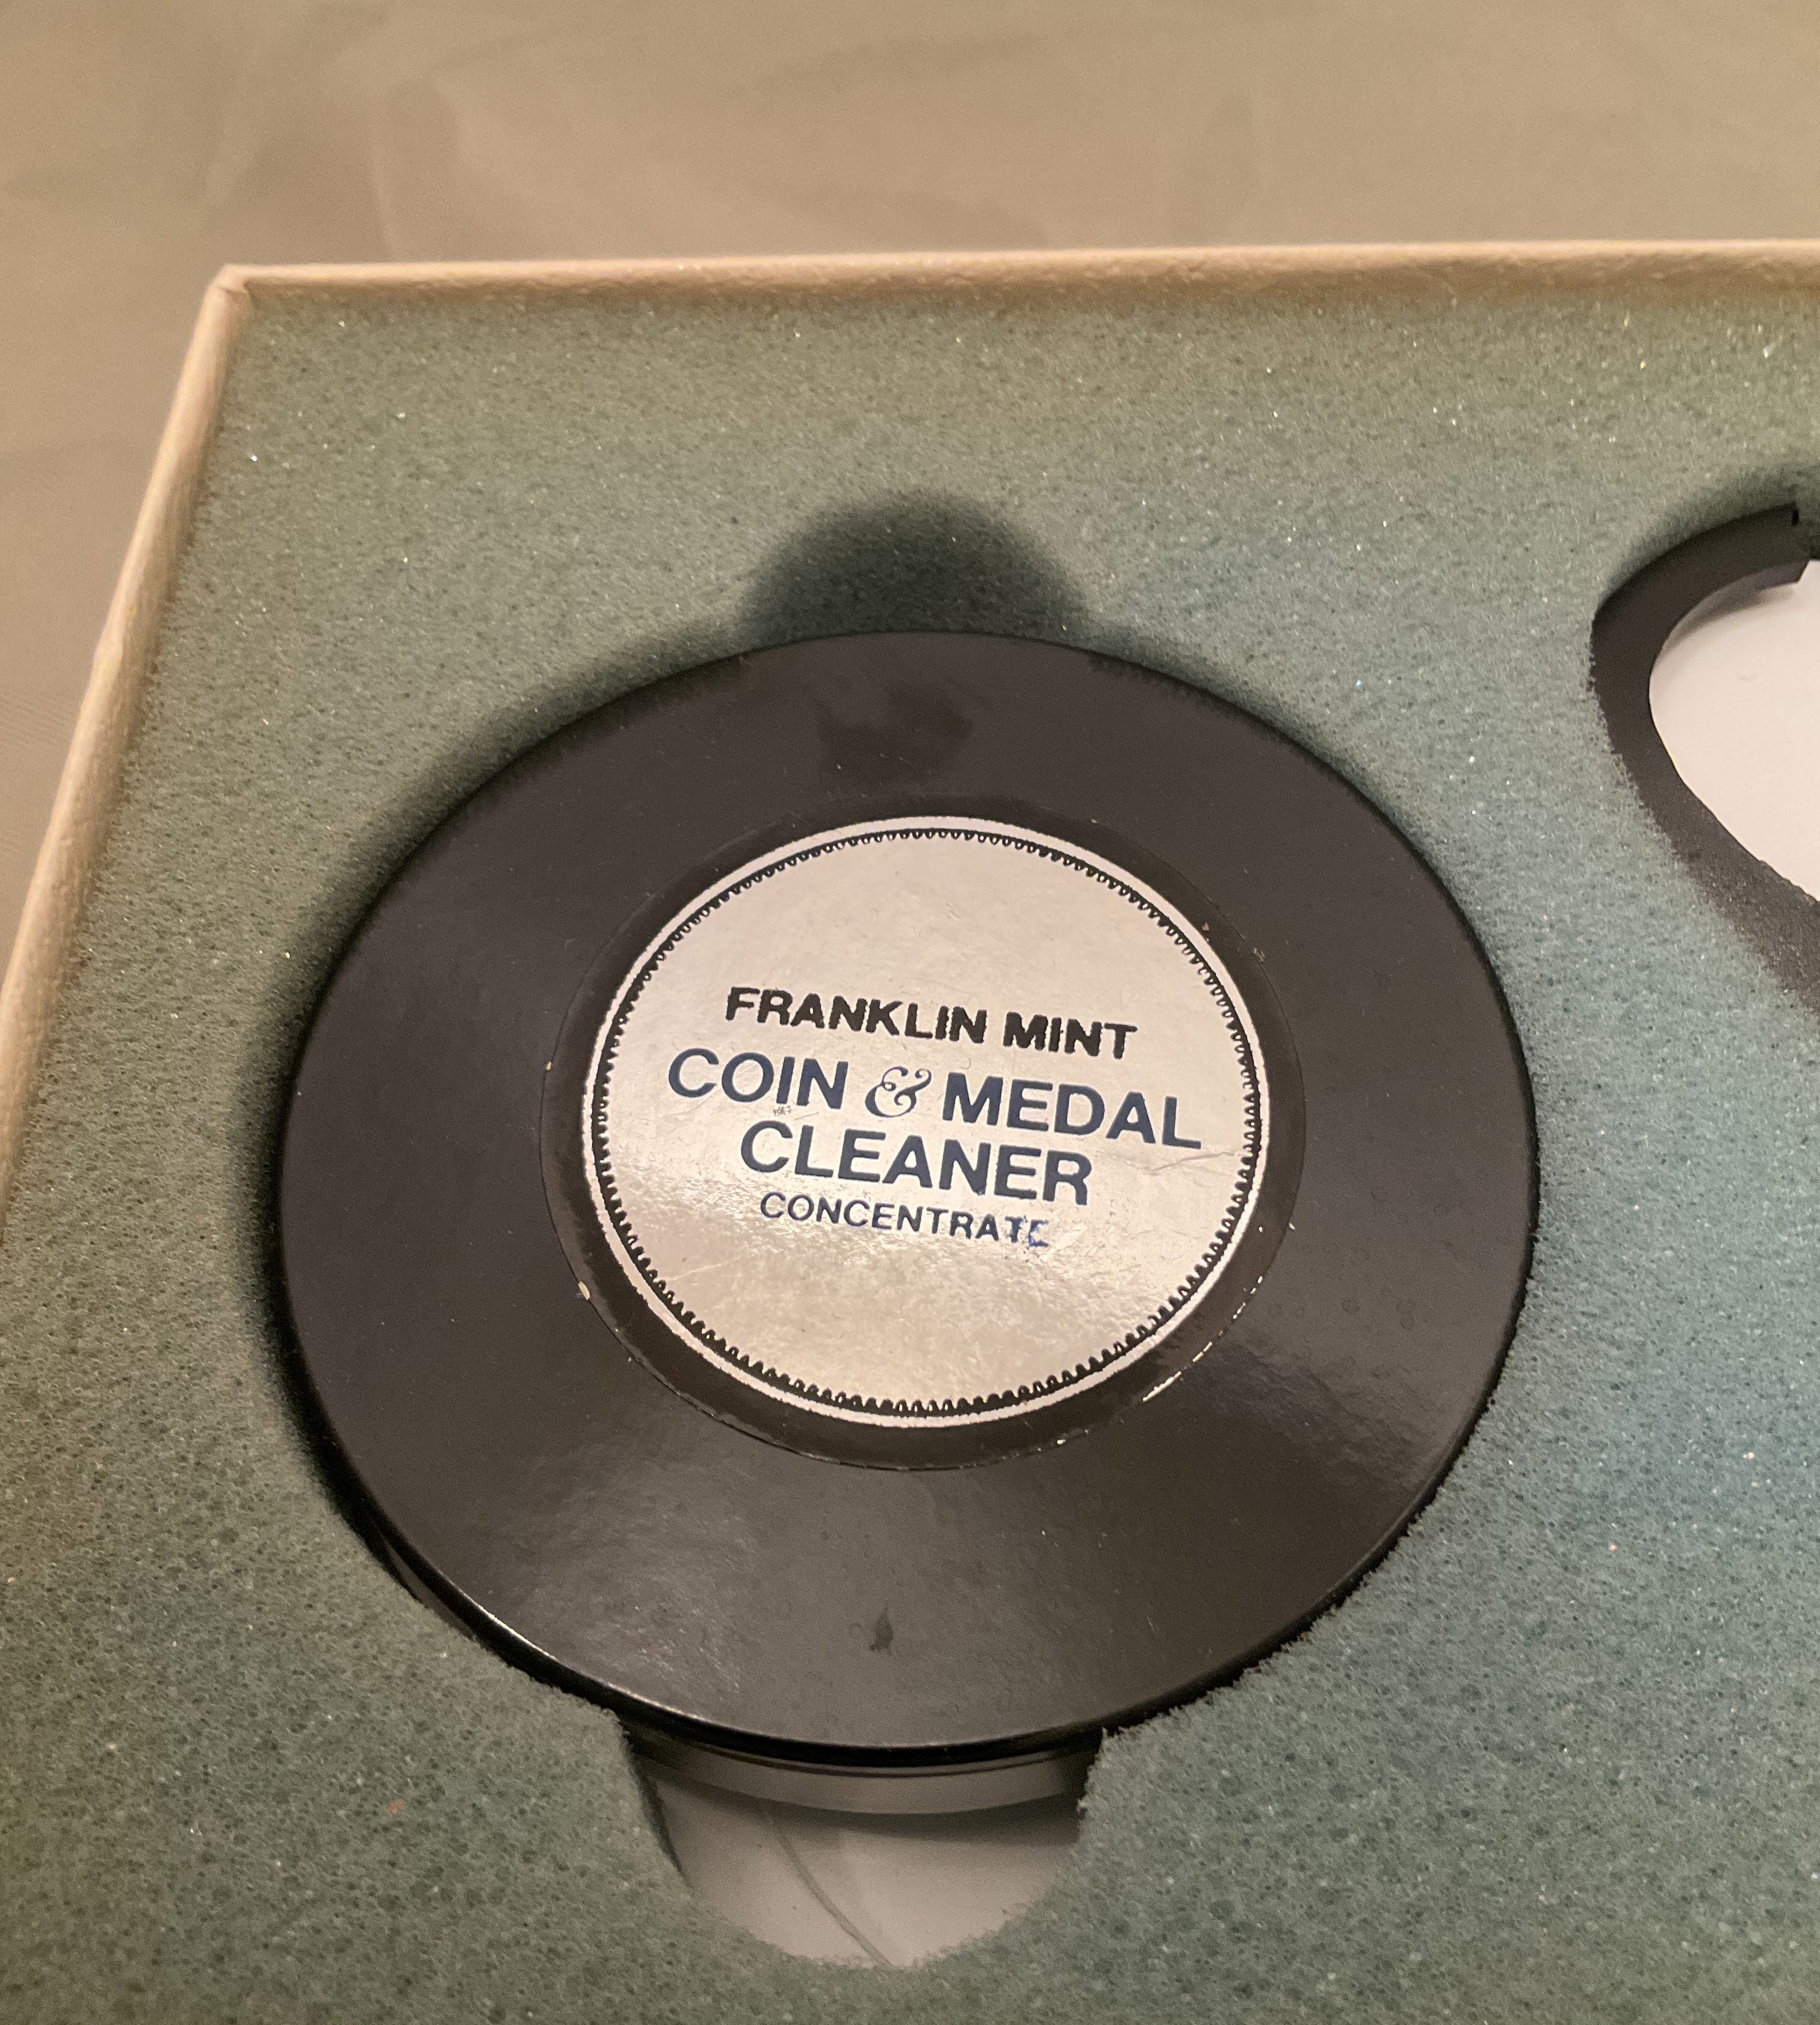 FRANKLIN MINT
COIN & MEDAL
CLEANER
CONCENTRATE